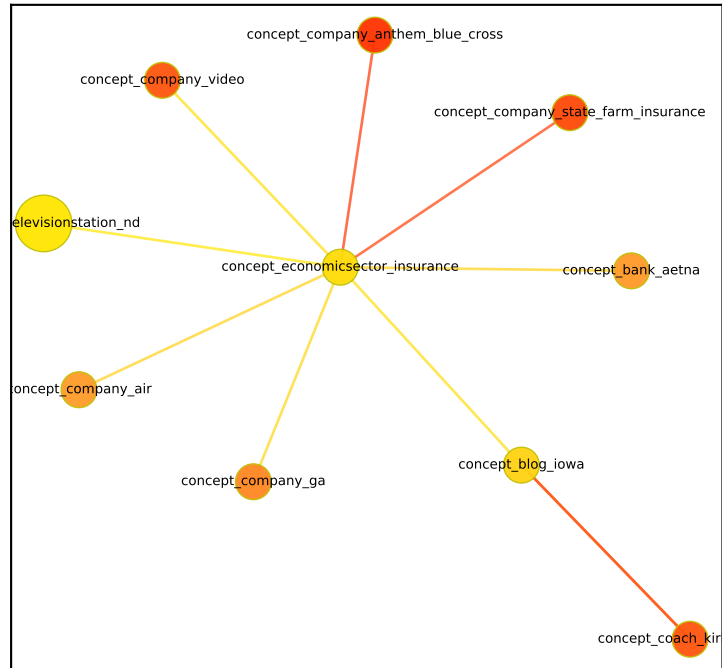 concept_company_anthem_blue_cross
concept_company_video
concept_company_state_farm_insurance
elevisionstation_nd
concept_economicsector_insurance
concept_bank_aetna
concept_company_air
concept_company_ga
concept_blog_iowa
concept_coach_kir